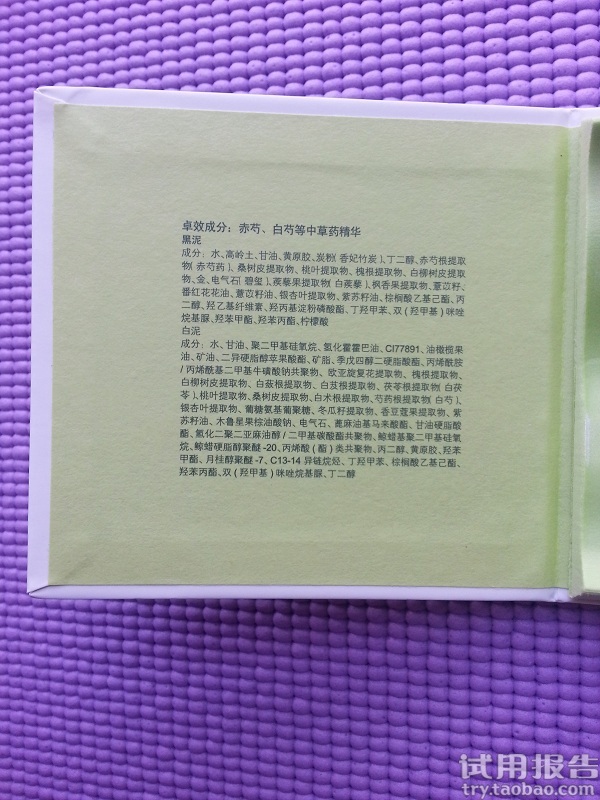 卓效成分：赤芍、白芍等中草药精华
黑泥
成分：水、高岭土、甘油、黄原胶、炭粉( 香妃竹炭 )、丁二醇、赤芍根提取
物( 赤芍药 )、桑树皮提取物、桃叶提取物、槐根提取物、白柳树皮提取
物、金、电气石( 碧玺 )、蒺藜果提取物( 白蒺藜 )、枫香果提取物、薏苡籽、
番红花花油、薏苡籽油、银杏叶提取物、紫苏籽油、棕榈酸乙基己酯、丙
二醇、羟乙基纤维素、羟丙基淀粉磷酸酯、丁羟甲苯、双 ( 羟甲基 ) 咪唑
烷基脲、羟苯甲酯、羟苯丙酯、柠檬酸
白泥
成分：水、甘油、聚二甲基硅氧烷、氢化霍霍巴油、CI77891、油橄榄果
油、矿油、二异硬脂醇苹果酸酯、矿脂、季戊四醇二硬脂酸酯、丙烯酰胺
/ 丙烯酰基二甲基牛磺酸钠共聚物、欧亚旋复花提取物、槐根提取物、
白柳树皮提取物、白蔹根提取物、白芨根提取物、茯苓根提取物( 白茯
苓 )、桃叶提取物、桑树皮提取物、白术根提取物、芍药根提取物( 白芍 )、
银杏叶提取物、葡糖氨基葡聚糖、冬瓜籽提取物、香豆蔻果提取物、紫
苏籽油、木鲁星果棕油酸钠、电气石、蓖麻油基马来酸酯、甘油硬脂酸
酯、氢化二聚二亚麻油醇 / 二甲基碳酸酯共聚物、鲸蜡基聚二甲基硅氧
烷、鲸蜡硬脂醇聚醚 -20、丙烯酸 ( 酯 ) 类共聚物、丙二醇、黄原胶、羟苯
甲酯、月桂醇聚醚 -7、C13-14 异链烷烃、丁羟甲苯、棕榈酸乙基己酯、
羟苯丙酯、双 ( 羟甲基 ) 咪唑烷基脲、丁二醇
试用报告
try.taobao.com